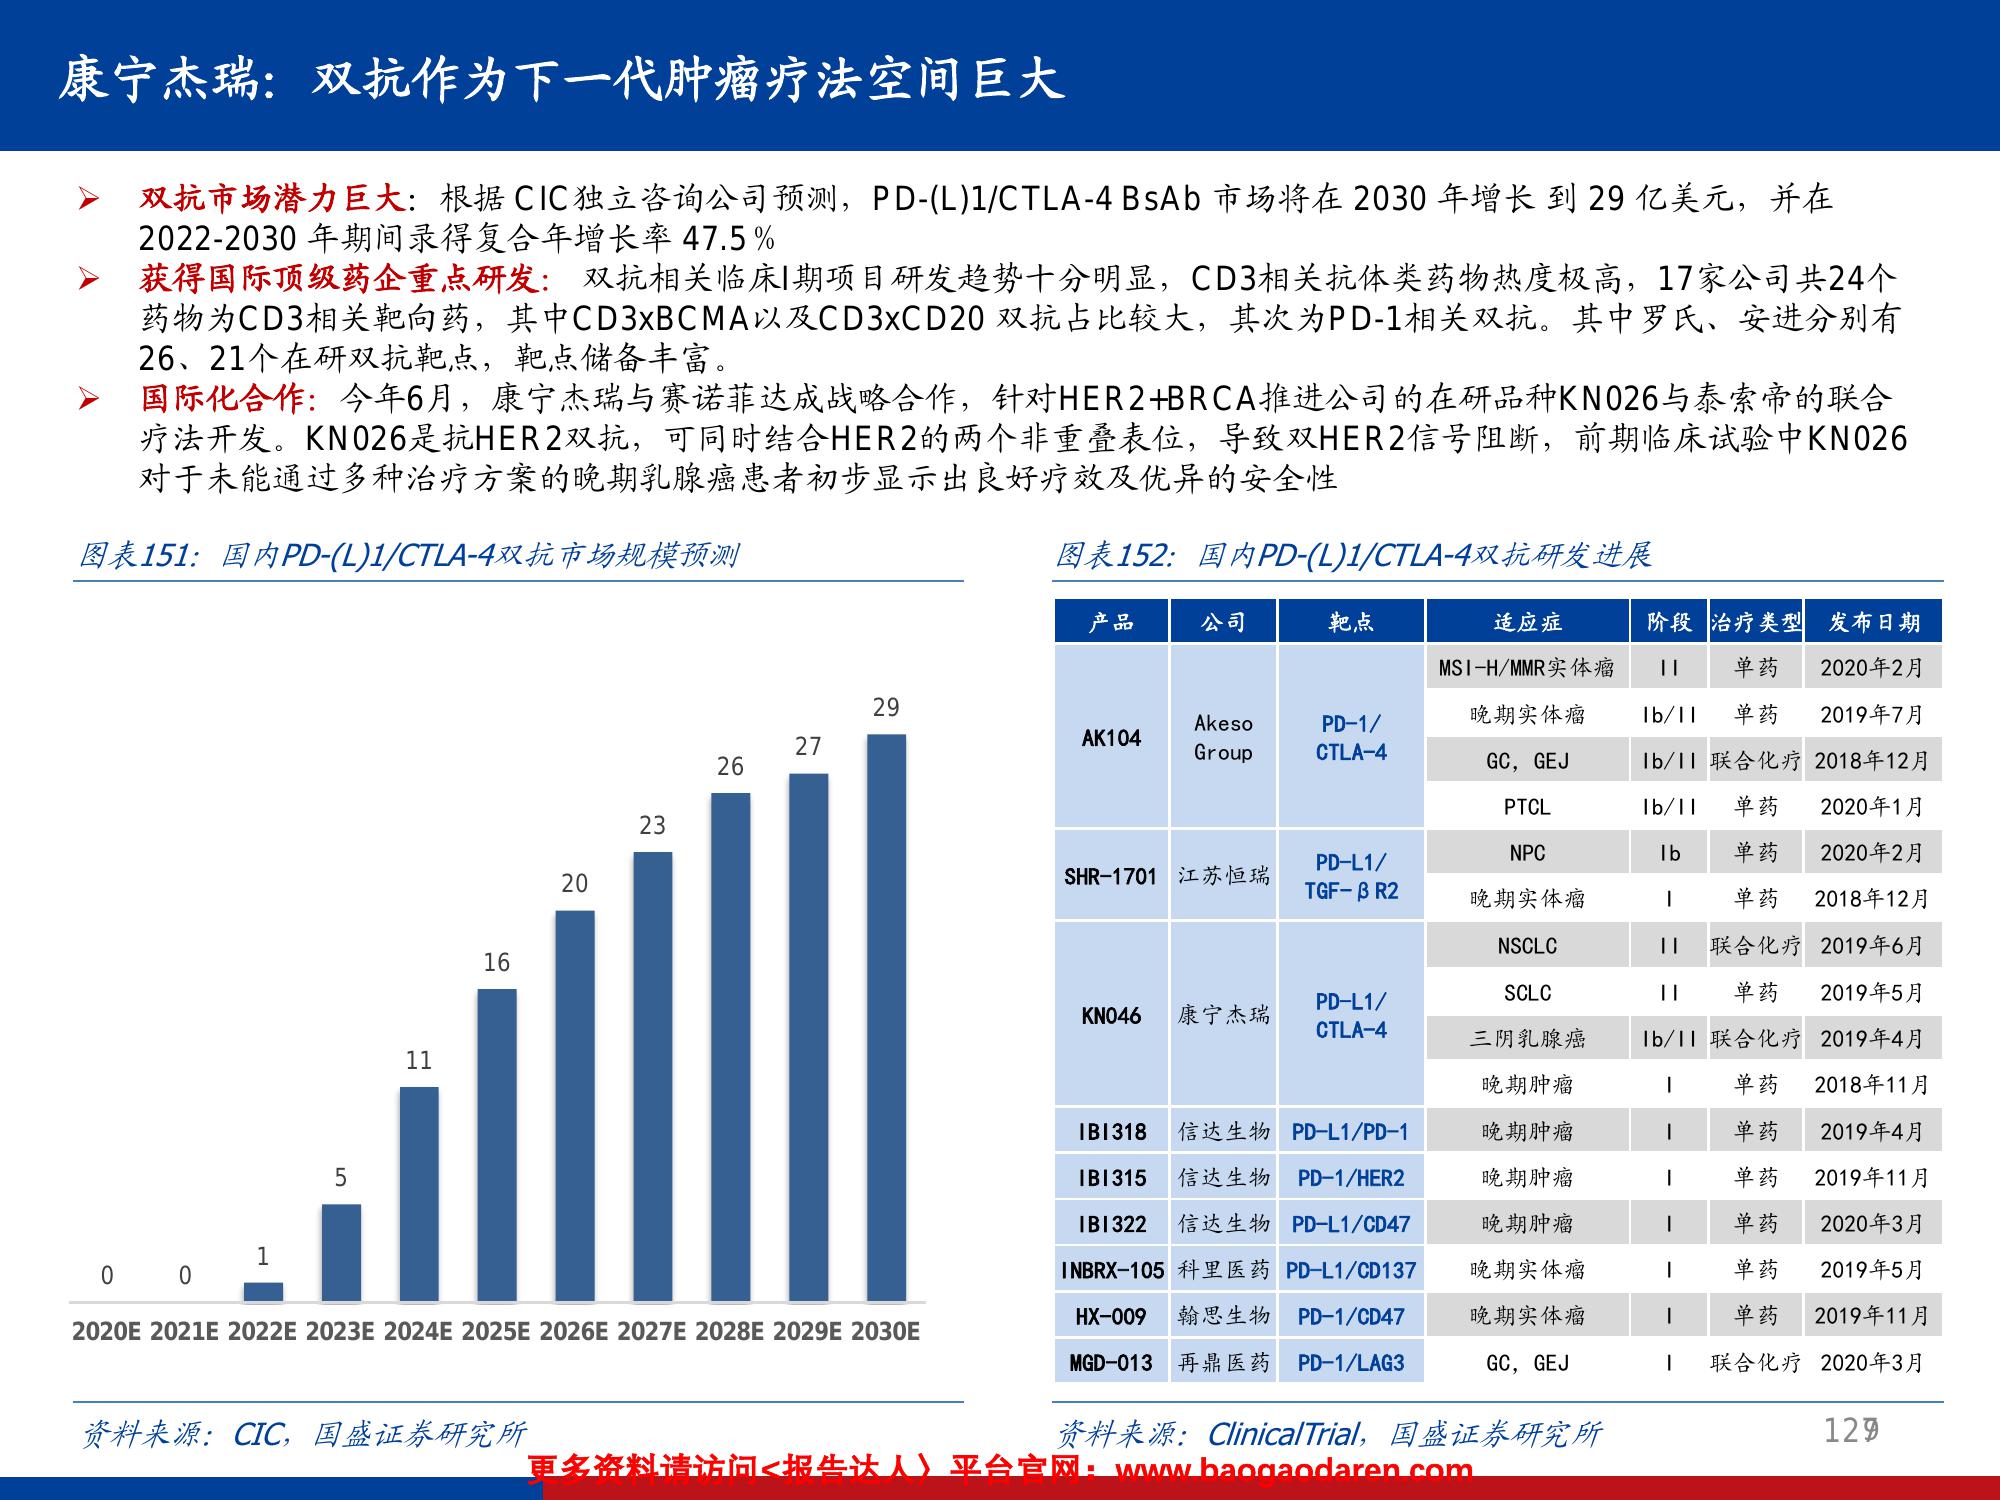 康宁杰瑞：双抗作为下一代肿瘤疗法空间巨大
双抗市场潜力巨大：根据 CIC独立咨询公司预测，PD-(L)1/CTLA-4 BsAb 市场将在 2030 年增长 到 29 亿美元，并在
2022-2030 年期间录得复合年增长率 47.5％
获得国际顶级药企重点研发： 双抗相关临床I期项目研发趋势十分明显，CD3相关抗体类药物热度极高，17家公司共24个
药物为CD3相关靶向药，其中CD3xBCMA以及CD3xCD20 双抗占比较大，其次为PD-1相关双抗。其中罗氏、安进分别有
26、21个在研双抗靶点，靶点储备丰富。
国际化合作：今年6月，康宁杰瑞与赛诺菲达成战略合作，针对HER2+BRCA推进公司的在研品种KN026与泰索帝的联合
疗法开发。KN026是抗HER2双抗，可同时结合HER2的两个非重叠表位，导致双HER2信号阻断，前期临床试验中KN026
对于未能通过多种治疗方案的晚期乳腺癌患者初步显示出良好疗效及优异的安全性
图表151：国内PD-(L)1/CTLA-4双抗市场规模预测
0 0 1 5 11 16 20 23 26 27 29
2020E 2021E 2022E 2023E 2024E 2025E 2026E 2027E 2028E 2029E 2030E
资料来源：CIC，国盛证券研究所
图表152：国内PD-(L)1/CTLA-4双抗研发进展
产品 公司 靶点 适应症 阶段 治疗类型 发布日期
AK104 Akeso Group PD-1/CTLA-4 MSI-H/MMR实体瘤 II 单药 2020年2月
晚期实体瘤 Ib/II 单药 2019年7月
GC，GEJ Ib/II 联合化疗 2018年12月
PTCL Ib/II 单药 2020年1月
SHR-1701 江苏恒瑞 PD-L1/TGF-βR2 NPC Ib 单药 2020年2月
晚期实体瘤 I 单药 2018年12月
KN046 康宁杰瑞 PD-L1/CTLA-4 NSCLC II 联合化疗 2019年6月
SCLC II 单药 2019年5月
三阴乳腺癌 Ib/II 联合化疗 2019年4月
晚期肿瘤 I 单药 2018年11月
IBI318 信达生物 PD-L1/PD-1 晚期肿瘤 I 单药 2019年4月
IBI315 信达生物 PD-1/HER2 晚期肿瘤 I 单药 2019年11月
IBI322 信达生物 PD-L1/CD47 晚期肿瘤 I 单药 2020年3月
INBRX-105 科里医药 PD-L1/CD137 晚期实体瘤 I 单药 2019年5月
HX-009 翰思生物 PD-1/CD47 晚期实体瘤 I 单药 2019年11月
MGD-013 再鼎医药 PD-1/LAG3 GC，GEJ I 联合化疗 2020年3月
资料来源：ClinicalTrial，国盛证券研究所
更多资料请访问<报告达人〉平台官网：www.baogaodaren.com